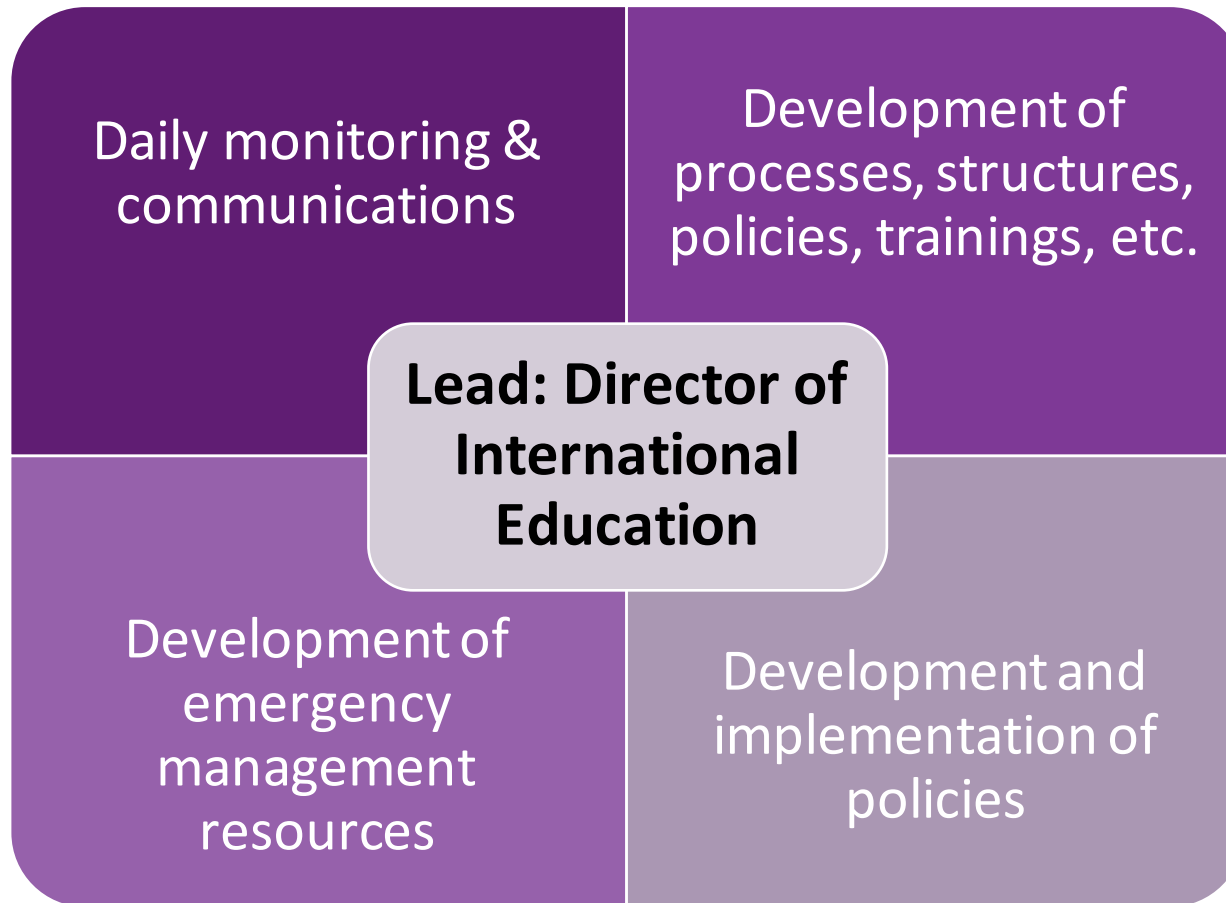 Daily monitoring &
communications
Development of
processes, structures,
policies, trainings, etc.
Lead: Director of
International
Education
Development of
emergency
management
resources
Development and
implementation of
policies